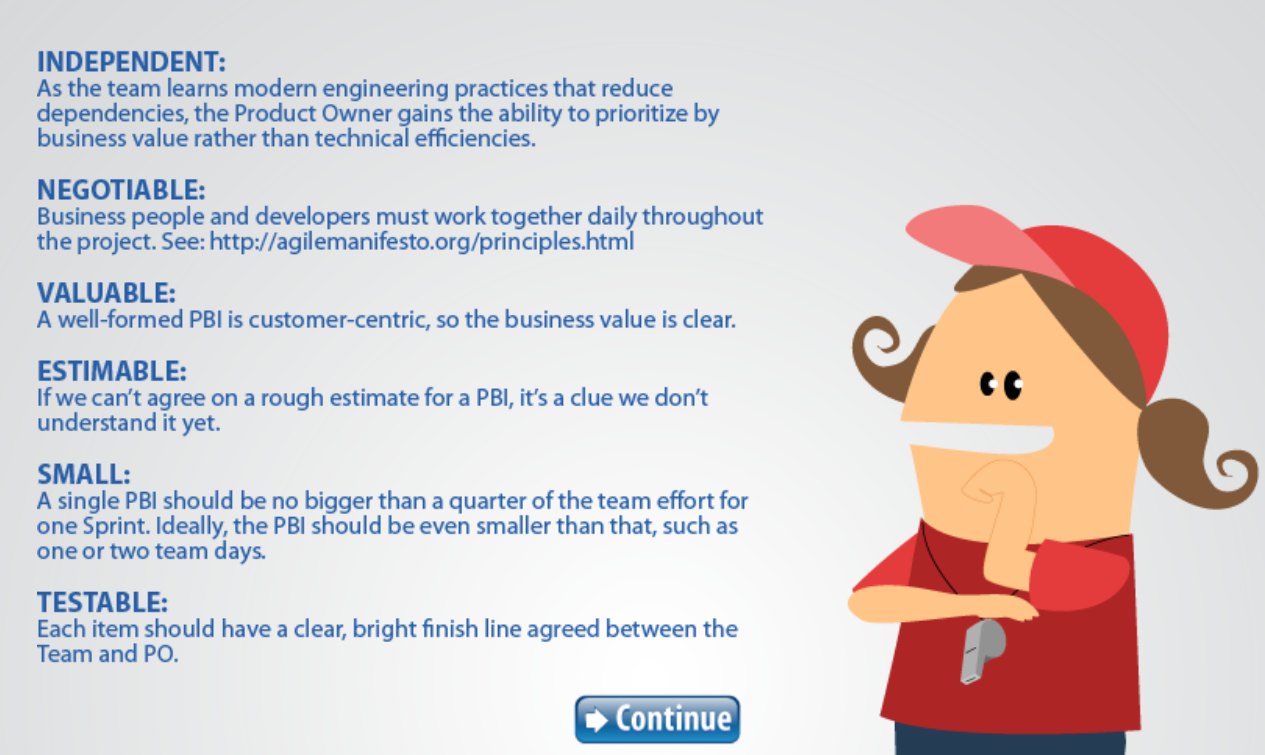 INDEPENDENT:
As the team learns modern engineering practices that reduce
dependencies, the Product Owner gains the ability to prioritize by
business value rather than technical efficiencies.
NEGOTIABLE:
Business people and developers must work together daily throughout
the project. See: http://agilemanifesto.org/principles.html
VALUABLE:
A well-formed PBI is customer-centric, so the business value is clear.
ESTIMABLE:
If we can't agree on a rough estimate for a PBI, it's a clue we don't
understand it yet.
SMALL:
A single PBI should be no bigger than a quarter of the team effort for
one Sprint. Ideally, the PBI should be even smaller than that, such as
one or two team days.
TESTABLE:
Each item should have a clear, bright finish line agreed between the
Team and PO.
Continue